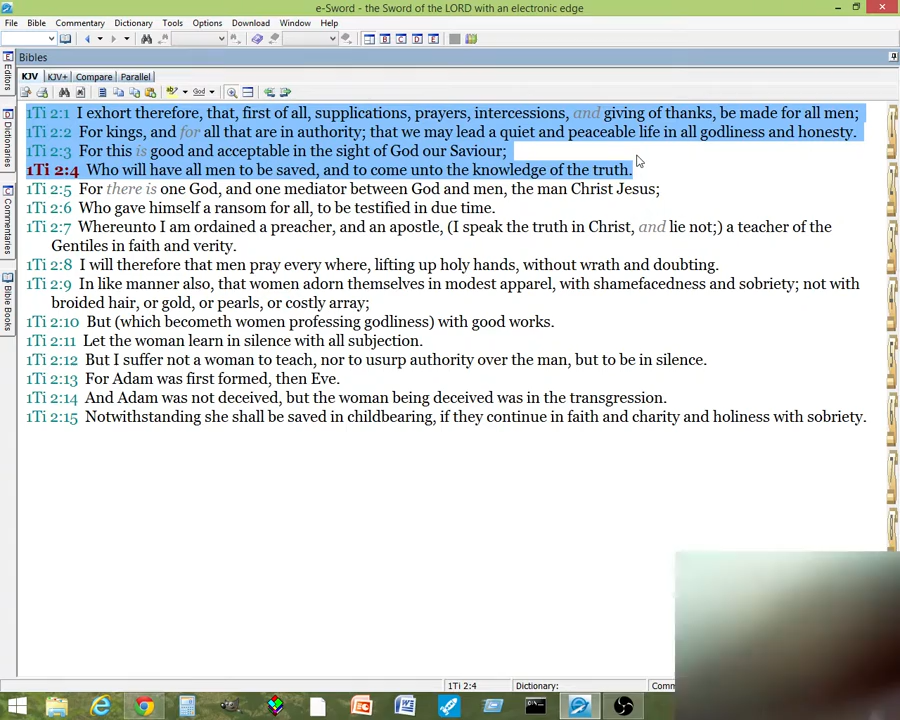 e-Sword - the Sword of the LORD with an electronic edge
File Bible Commentary Dictionary Tools Options Download Window Help
Bibles
KJV KJV+ Compare Parallel
Editors
Dictionaries
Commentaries
Bible Books
1Ti 2:1 I exhort therefore, that, first of all, supplications, prayers, intercessions, and giving of thanks, be made for all men;
1Ti 2:2 For kings, and for all that are in authority; that we may lead a quiet and peaceable life in all godliness and honesty.
1Ti 2:3 For this is good and acceptable in the sight of God our Saviour;
1Ti 2:4 Who will have all men to be saved, and to come unto the knowledge of the truth.
1Ti 2:5 For there is one God, and one mediator between God and men, the man Christ Jesus;
1Ti 2:6 Who gave himself a ransom for all, to be testified in due time.
1Ti 2:7 Whereunto I am ordained a preacher, and an apostle, (I speak the truth in Christ, and lie not;) a teacher of the
Gentiles in faith and verity.
1Ti 2:8 I will therefore that men pray every where, lifting up holy hands, without wrath and doubting.
1Ti 2:9 In like manner also, that women adorn themselves in modest apparel, with shamefacedness and sobriety; not with
broided hair, or gold, or pearls, or costly array;
1Ti 2:10 But (which becometh women professing godliness) with good works.
1Ti 2:11 Let the woman learn in silence with all subjection.
1Ti 2:12 But I suffer not a woman to teach, nor to usurp authority over the man, but to be in silence.
1Ti 2:13 For Adam was first formed, then Eve.
1Ti 2:14 And Adam was not deceived, but the woman being deceived was in the transgression.
1Ti 2:15 Notwithstanding she shall be saved in childbearing, if they continue in faith and charity and holiness with sobriety.
1Ti 2:4 Dictionary: Comm